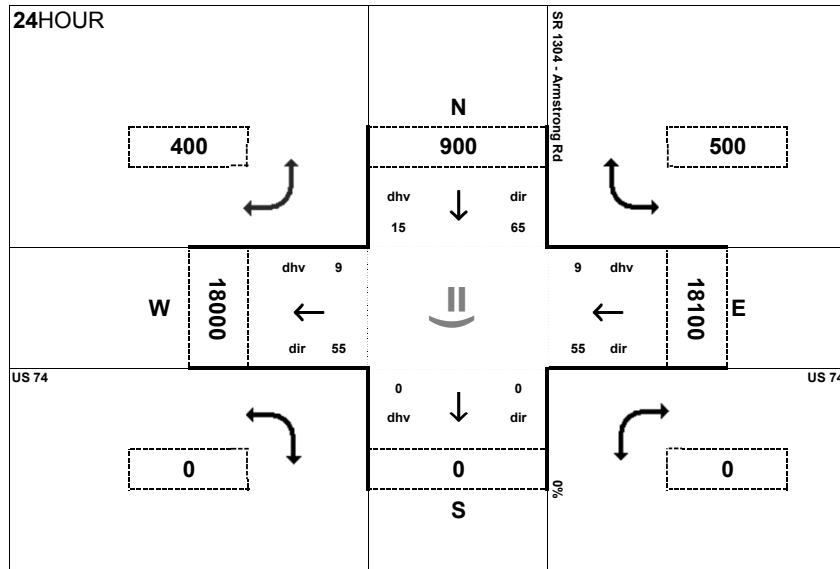 24HOUR
SR 1304 - Armstrong Rd
N
400
900
500
dhv
dir
15
65
dhv 9
9 dhv
W
18000
18100
E
dir 55
55 dir
US 74
US 74
0
0
dhv
dir
0
0
0
0%
S